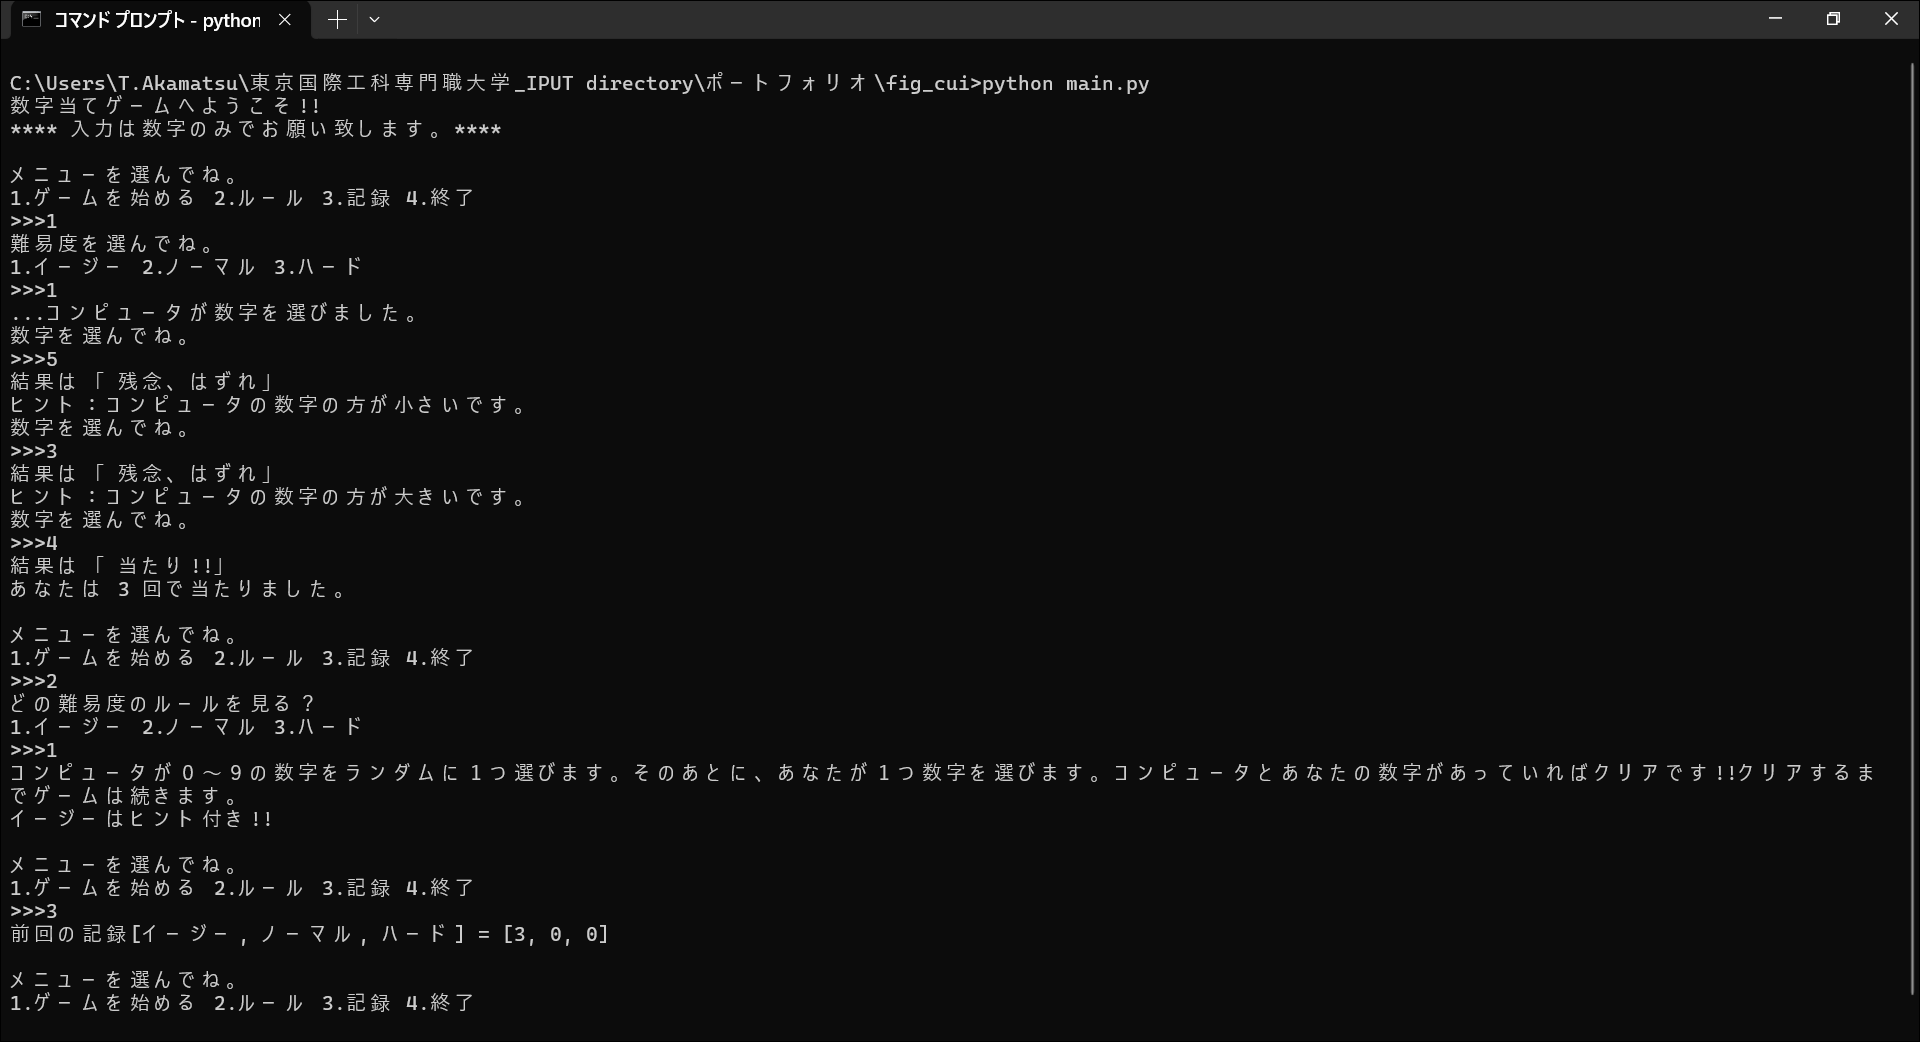 コマンド プロンプト - python
C:\Users\T.Akamatsu\東京国際工科専門職大学_IPUT directory\ポートフォリオ\fig_cui>python main.py
数字当てゲームへようこそ!!
**** 入力は数字のみでお願い致します。****
メニューを選んでね。
1.ゲームを始める 2.ルール 3.記録 4.終了
>>>1
難易度を選んでね。
1.イージー 2.ノーマル 3.ハード
>>>1
...コンピュータが数字を選びました。
数字を選んでね。
>>>5
結果は「 残念、はずれ」
ヒント：コンピュータの数字の方が小さいです。
数字を選んでね。
>>>3
結果は「 残念、はずれ」
ヒント：コンピュータの数字の方が大きいです。
数字を選んでね。
>>>4
結果は「 当たり!!」
あなたは 3 回で当たりました。
メニューを選んでね。
1.ゲームを始める 2.ルール 3.記録 4.終了
>>>2
どの難易度のルールを見る？
1.イージー 2.ノーマル 3.ハード
>>>1
コンピュータが０～９の数字をランダムに１つ選びます。そのあとに、あなたが１つ数字を選びます。コンピュータとあなたの数字があっていればクリアです!!クリアするま
でゲームは続きます。
イージーはヒント付き!!
メニューを選んでね。
1.ゲームを始める 2.ルール 3.記録 4.終了
>>>3
前回の記録[イージー, ノーマル, ハード] = [3, 0, 0]
メニューを選んでね。
1.ゲームを始める 2.ルール 3.記録 4.終了